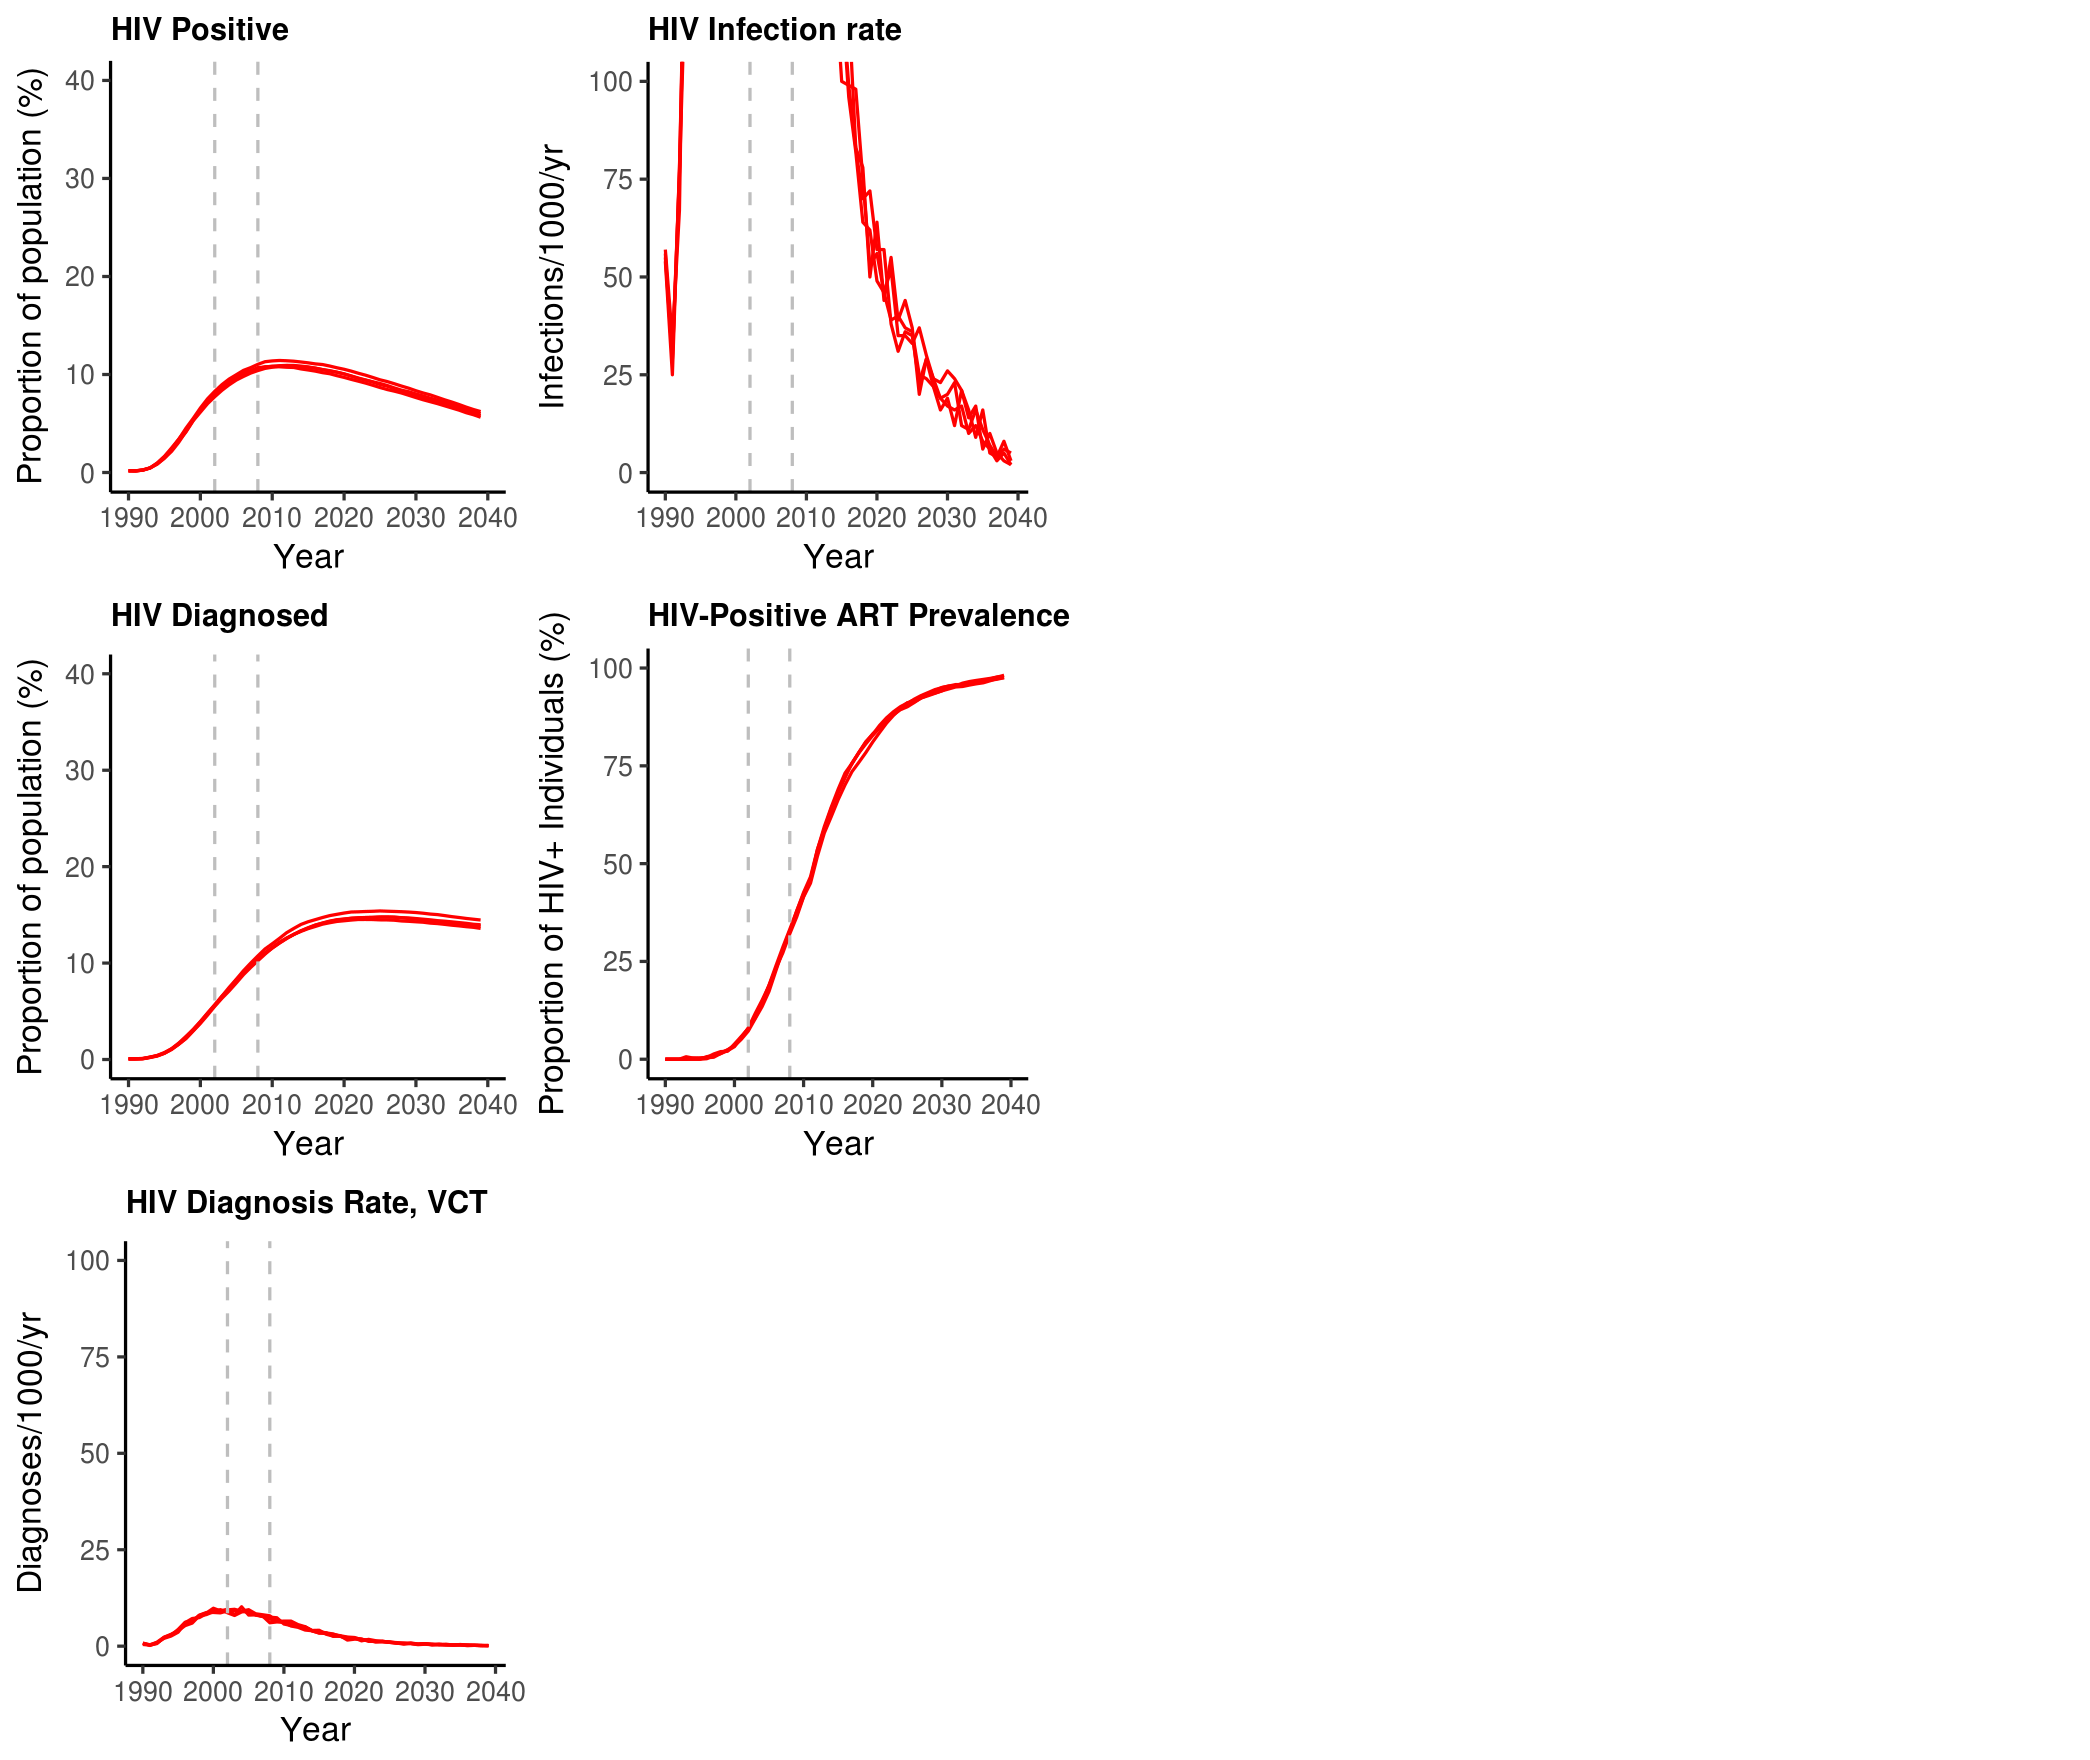 HIV Positive
Proportion of population (%)
40
30
20
10
0
1990 2000 2010 2020 2030 2040
Year
HIV Infection rate
Infections/1000/yr
100
75
50
25
0
1990 2000 2010 2020 2030 2040
Year
HIV Diagnosed
Proportion of population (%)
40
30
20
10
0
1990 2000 2010 2020 2030 2040
Year
HIV-Positive ART Prevalence
Proportion of HIV+ Individuals (%)
100
75
50
25
0
1990 2000 2010 2020 2030 2040
Year
HIV Diagnosis Rate, VCT
Diagnoses/1000/yr
100
75
50
25
0
1990 2000 2010 2020 2030 2040
Year